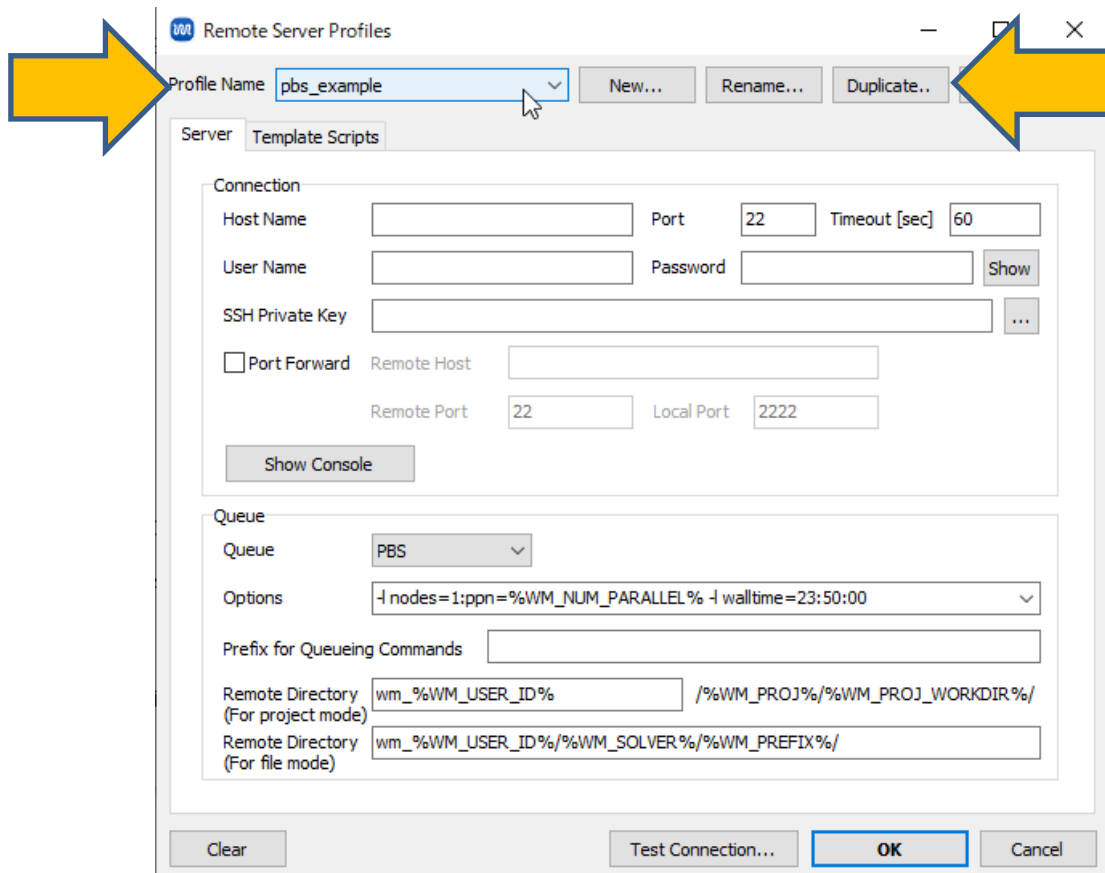 Remote Server Profiles
Profile Name pbs_example New... Rename... Duplicate..
Server Template Scripts
Connection
Host Name Port 22 Timeout [sec] 60
User Name Password Show
SSH Private Key ...
Port Forward Remote Host
Remote Port 22 Local Port 2222
Show Console
Queue
Queue PBS
Options -l nodes=1:ppn=%WM_NUM_PARALLEL% -l walltime=23:50:00
Prefix for Queueing Commands
Remote Directory wm_%WM_USER_ID% /%WM_PROJ%/%WM_PROJ_WORKDIR%/
(For project mode)
Remote Directory wm_%WM_USER_ID%/%WM_SOLVER%/%WM_PREFIX%/
(For file mode)
Clear Test Connection... OK Cancel